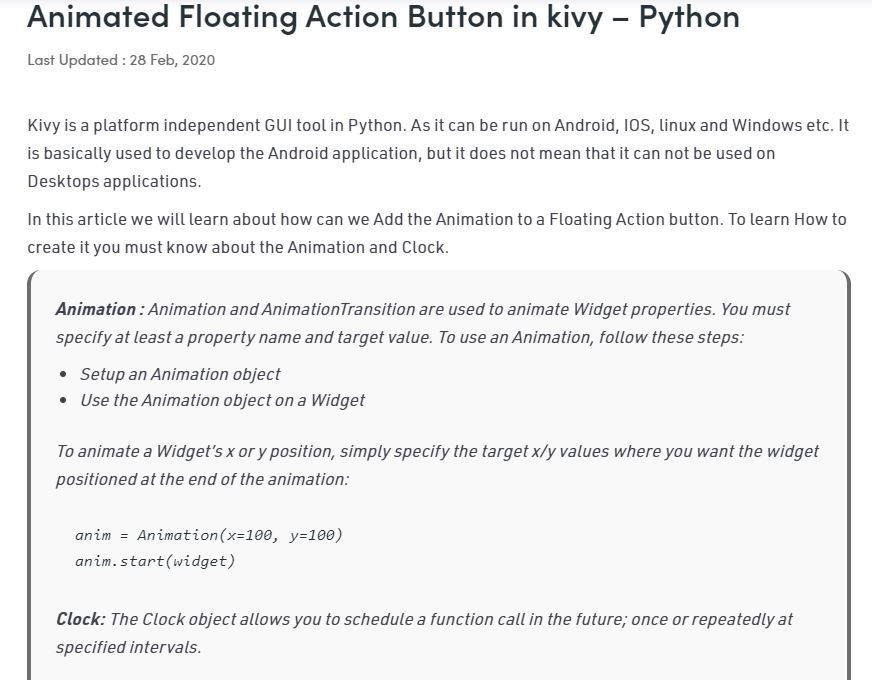 Animated Floating Action Button in kivy – Python
Last Updated : 28 Feb, 2020
Kivy is a platform independent GUI tool in Python. As it can be run on Android, IOS, linux and Windows etc. It
is basically used to develop the Android application, but it does not mean that it can not be used on
Desktops applications.
In this article we will learn about how can we Add the Animation to a Floating Action button. To learn How to
create it you must know about the Animation and Clock.
Animation : Animation and AnimationTransition are used to animate Widget properties. You must
specify at least a property name and target value. To use an Animation, follow these steps:
• Setup an Animation object
• Use the Animation object on a Widget
To animate a Widget's x or y position, simply specify the target x/y values where you want the widget
positioned at the end of the animation:
anim = Animation(x=100, y=100)
anim.start(widget)
Clock: The Clock object allows you to schedule a function call in the future; once or repeatedly at
specified intervals.